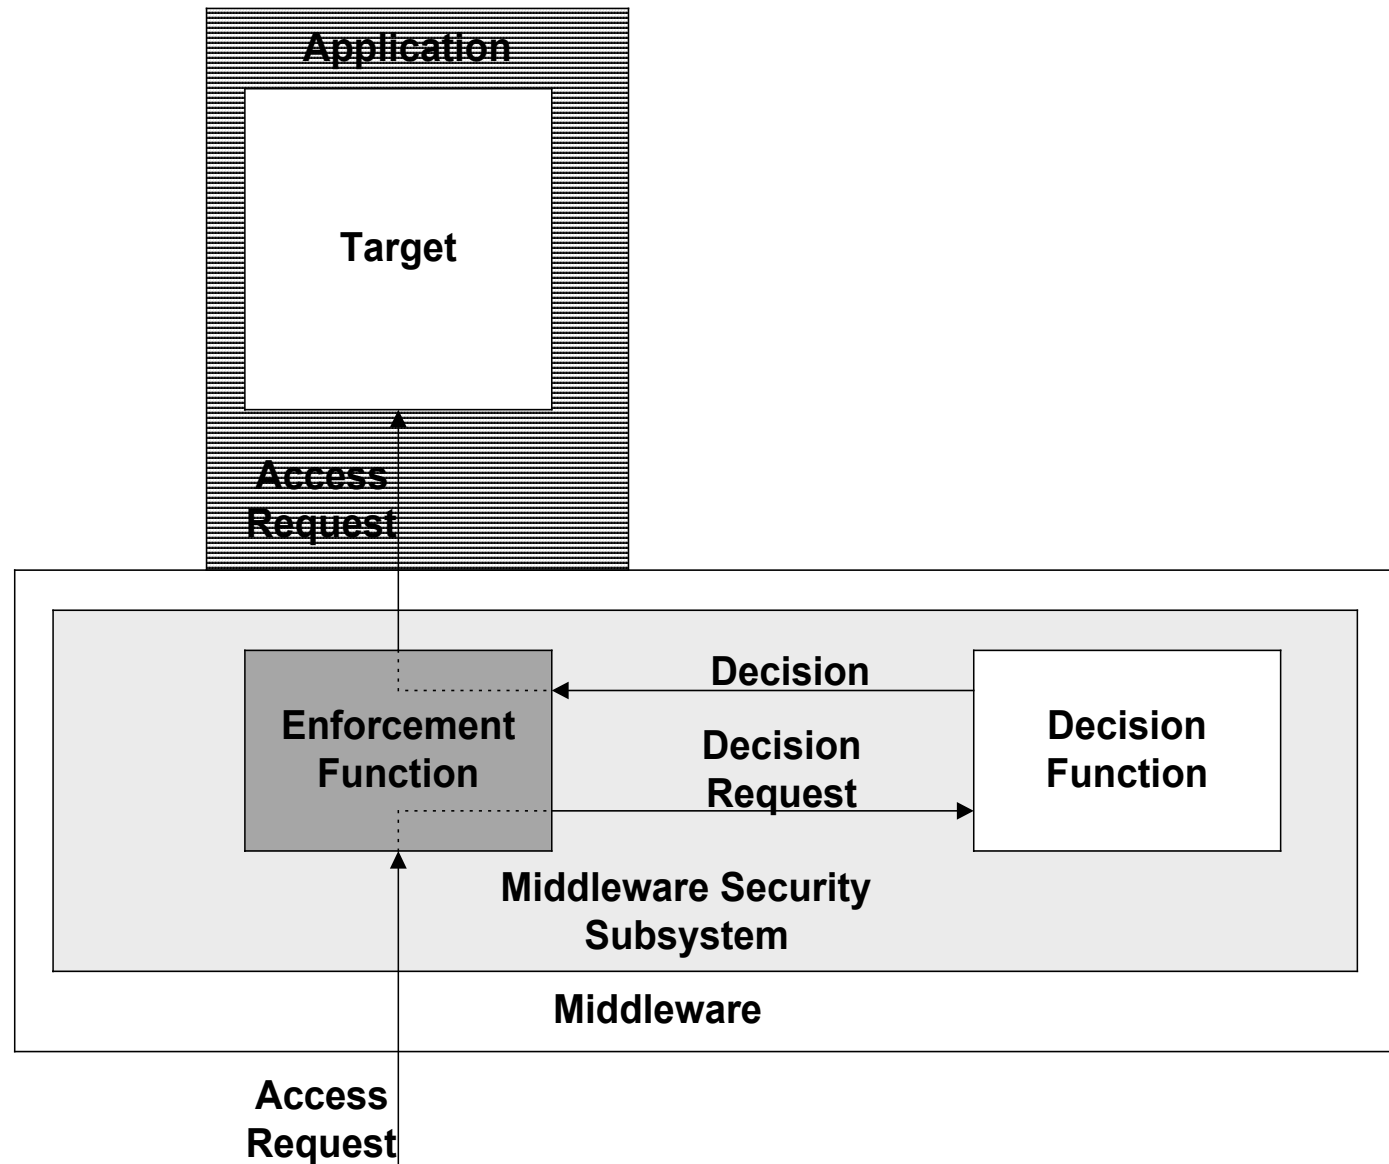 Application
Target
Access
Request
Decision
Enforcement
Function
Decision
Request
Decision
Function
Middleware Security
Subsystem
Middleware
Access
Request